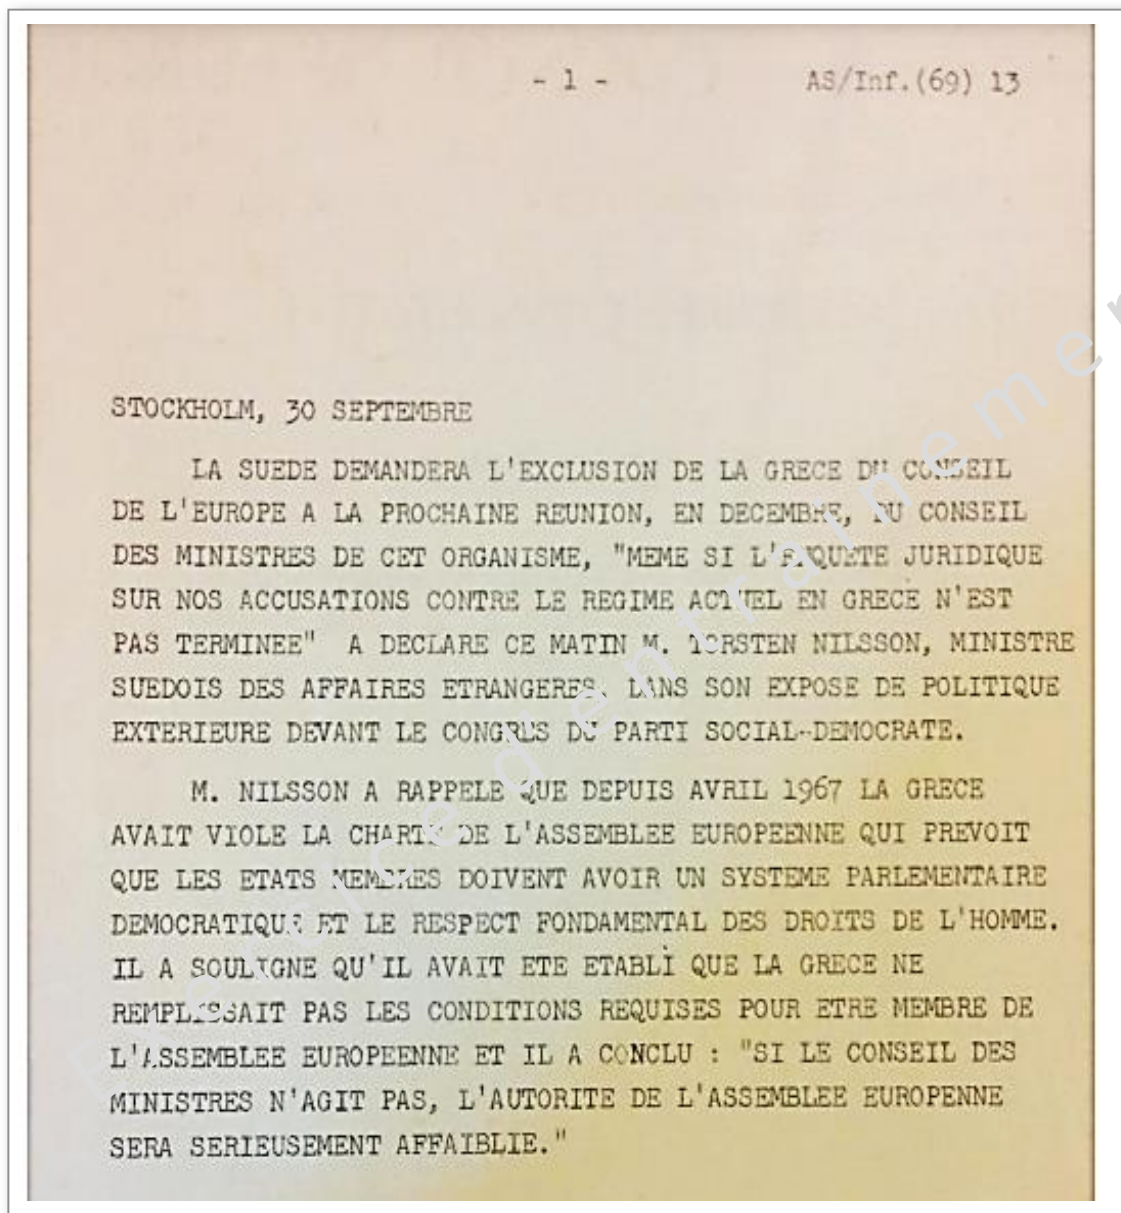 - 1 -
AS/Inf.(69) 13
STOCKHOLM, 30 SEPTEMBRE
LA SUEDE DEMANDERA L'EXCLUSION DE LA GRECE DU CONSEIL
DE L'EUROPE A LA PROCHAINE REUNION, EN DECEMBRE, DU CONSEIL
DES MINISTRES DE CET ORGANISME, "MEME SI L'ENQUETE JURIDIQUE
SUR NOS ACCUSATIONS CONTRE LE REGIME ACTUEL EN GRECE N'EST
PAS TERMINEE" A DECLARE CE MATIN M. TORSTEN NILSSON, MINISTRE
SUEDOIS DES AFFAIRES ETRANGERES, DANS SON EXPOSE DE POLITIQUE
EXTERIEURE DEVANT LE CONGRES DU PARTI SOCIAL-DEMOCRATE.
M. NILSSON A RAPPELE QUE DEPUIS AVRIL 1967 LA GRECE
AVAIT VIOLE LA CHARTE DE L'ASSEMBLEE EUROPEENNE QUI PREVOIT
QUE LES ETATS MEMBRES DOIVENT AVOIR UN SYSTEME PARLEMENTAIRE
DEMOCRATIQUE ET LE RESPECT FONDAMENTAL DES DROITS DE L'HOMME.
IL A SOULIGNE QU'IL AVAIT ETE ETABLI QUE LA GRECE NE
REMPLISSAIT PAS LES CONDITIONS REQUISES POUR ETRE MEMBRE DE
L'ASSEMBLEE EUROPEENNE ET IL A CONCLU : "SI LE CONSEIL DES
MINISTRES N'AGIT PAS, L'AUTORITE DE L'ASSEMBLEE EUROPENNE
SERA SERIEUSEMENT AFFAIBLIE."